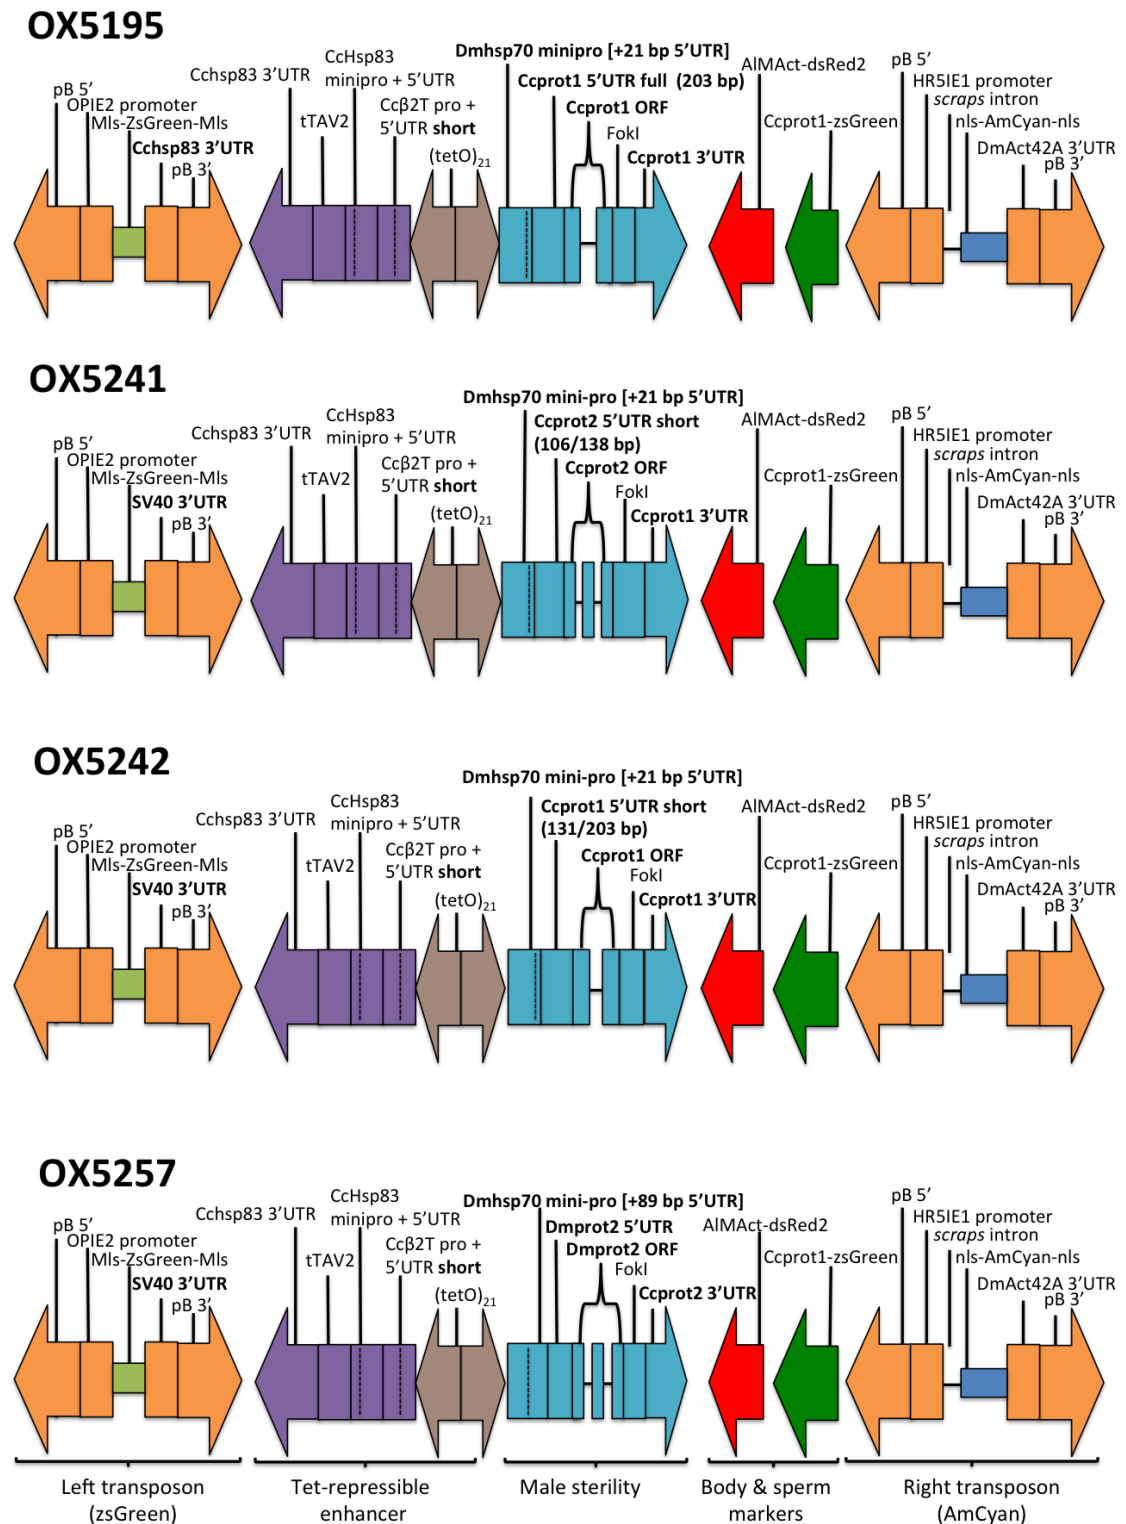 OX5195
Dmhsp70 minipro [+21 bp 5’UTR]
CcHsp83
minipro + 5’UTR
Cchsp83 3’UTR
AlMAct-dsRed2
pB 5’
HR5IE1 promoter
scraps intron
nls-AmCyan-nls
DmAct42A 3’UTR
pB 3’
Ccprot1 5’UTR full (203 bp)
Ccprot1 ORF
FokI
Ccprot1 3’UTR
Ccprot1-zsGreen
Ccβ2T pro +
5’UTR short
tTAV2
(tetO)21
pB 5’
OPIE2 promoter
Mls-ZsGreen-Mls
Cchsp83 3’UTR
pB 3’
OX5241
Dmhsp70 mini-pro [+21 bp 5’UTR]
CcHsp83
minipro + 5’UTR
Cchsp83 3’UTR
AlMAct-dsRed2
pB 5’
HR5IE1 promoter
scraps intron
nls-AmCyan-nls
DmAct42A 3’UTR
pB 3’
Ccprot2 5’UTR short
(106/138 bp)
Ccprot2 ORF
FokI
Ccprot1 3’UTR
Ccprot1-zsGreen
Ccβ2T pro +
5’UTR short
tTAV2
(tetO)21
pB 5’
OPIE2 promoter
Mls-ZsGreen-Mls
SV40 3’UTR
pB 3’
OX5242
Dmhsp70 mini-pro [+21 bp 5’UTR]
CcHsp83
minipro + 5’UTR
Cchsp83 3’UTR
AlMAct-dsRed2
pB 5’
HR5IE1 promoter
scraps intron
nls-AmCyan-nls
DmAct42A 3’UTR
pB 3’
Ccprot1 5’UTR short
(131/203 bp)
Ccprot1 ORF
FokI
Ccprot1 3’UTR
Ccprot1-zsGreen
Ccβ2T pro +
5’UTR short
tTAV2
(tetO)21
pB 5’
OPIE2 promoter
Mls-ZsGreen-Mls
SV40 3’UTR
pB 3’
OX5257
Dmhsp70 mini-pro [+89 bp 5’UTR]
CcHsp83
minipro + 5’UTR
Cchsp83 3’UTR
AlMAct-dsRed2
pB 5’
HR5IE1 promoter
scraps intron
nls-AmCyan-nls
DmAct42A 3’UTR
pB 3’
Dmprot2 5’UTR
Dmprot2 ORF
FokI
Ccprot2 3’UTR
Ccprot1-zsGreen
Ccβ2T pro +
5’UTR short
tTAV2
(tetO)21
pB 5’
OPIE2 promoter
Mls-ZsGreen-Mls
SV40 3’UTR
pB 3’
Left transposon
(zsGreen)
Tet-repressible
enhancer
Male sterility
Body & sperm
markers
Right transposon
(AmCyan)